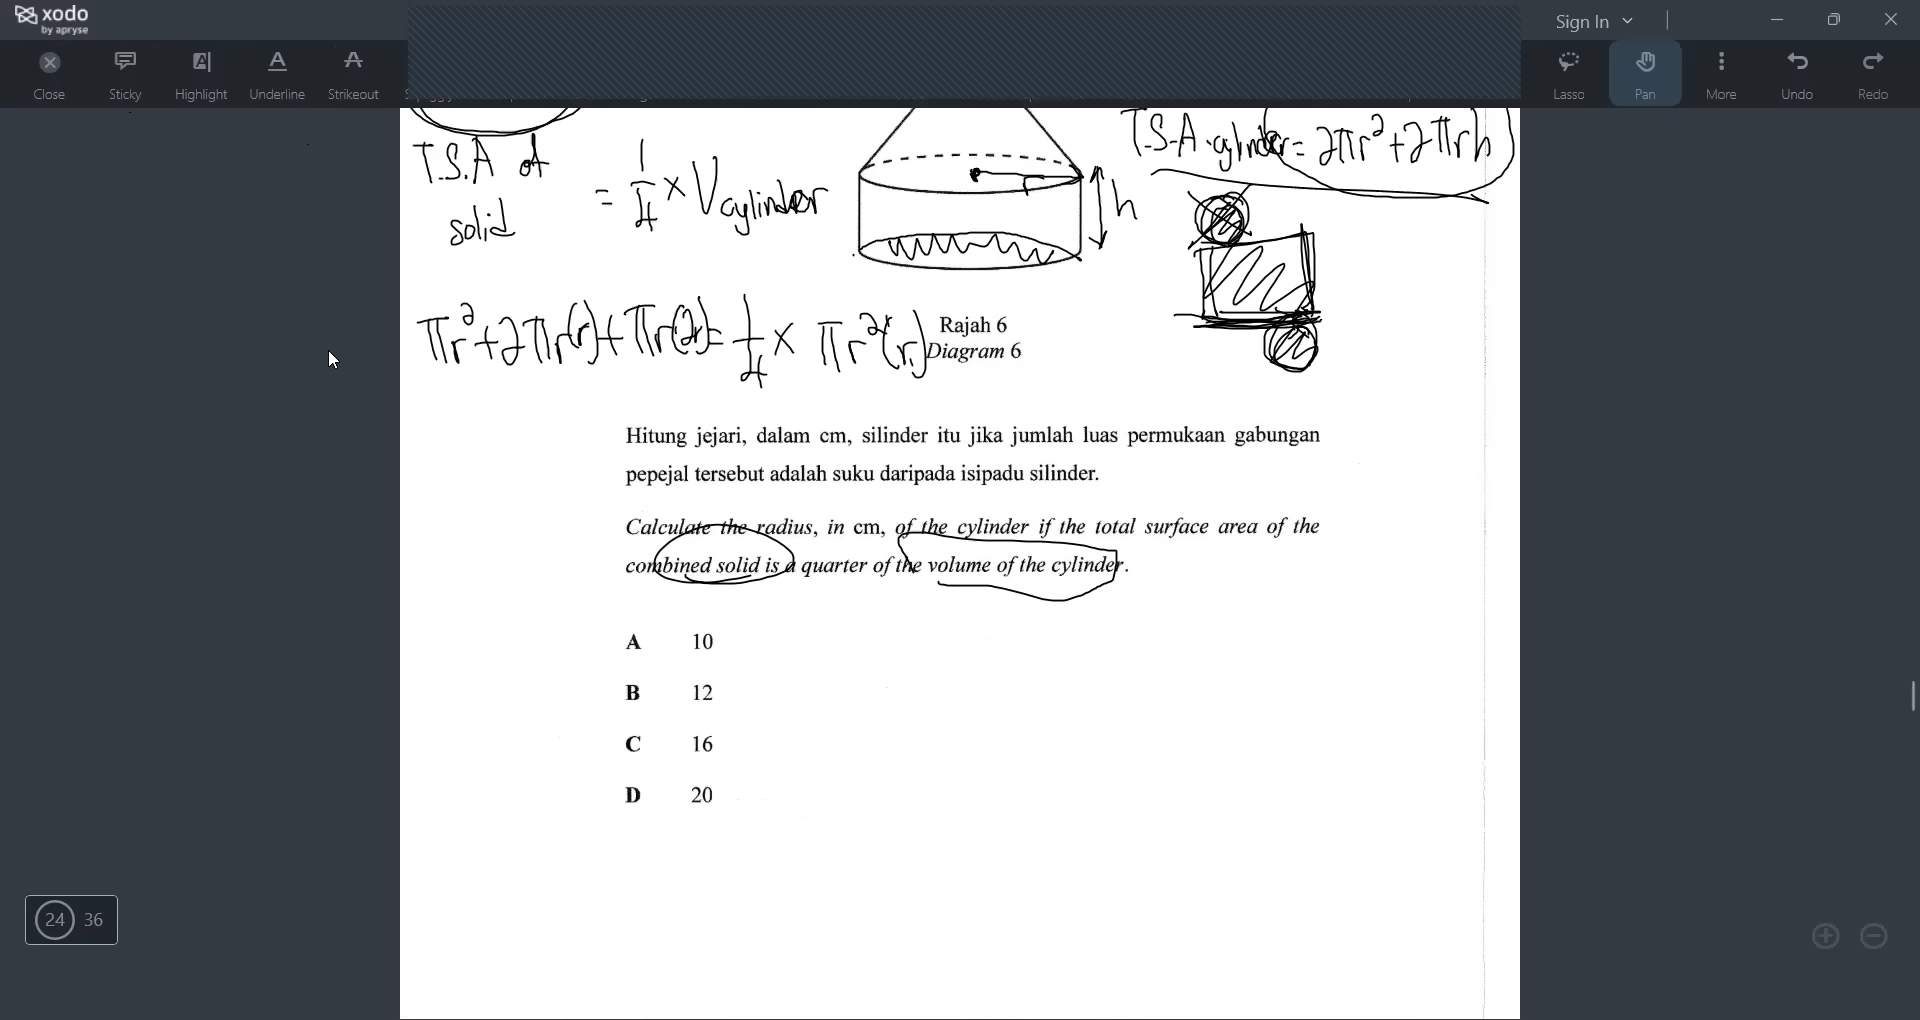 xodo
by apryse
Sign In
Close
Sticky
Highlight
Underline
Strikeout
Lasso
Pan
More
Undo
Redo
T.S.A of solid = 1/4 × V cylinder
r
h
T.S.A. cylinder = 2πr² + 2πrh
πr² + 2πr(r) + πr(2r) = 1/4 × πr²(r)
Rajah 6
Diagram 6
Hitung jejari, dalam cm, silinder itu jika jumlah luas permukaan gabungan
pepejal tersebut adalah suku daripada isipadu silinder.
Calculate the radius, in cm, of the cylinder if the total surface area of the
combined solid is a quarter of the volume of the cylinder.
A 10
B 12
C 16
D 20
24 36